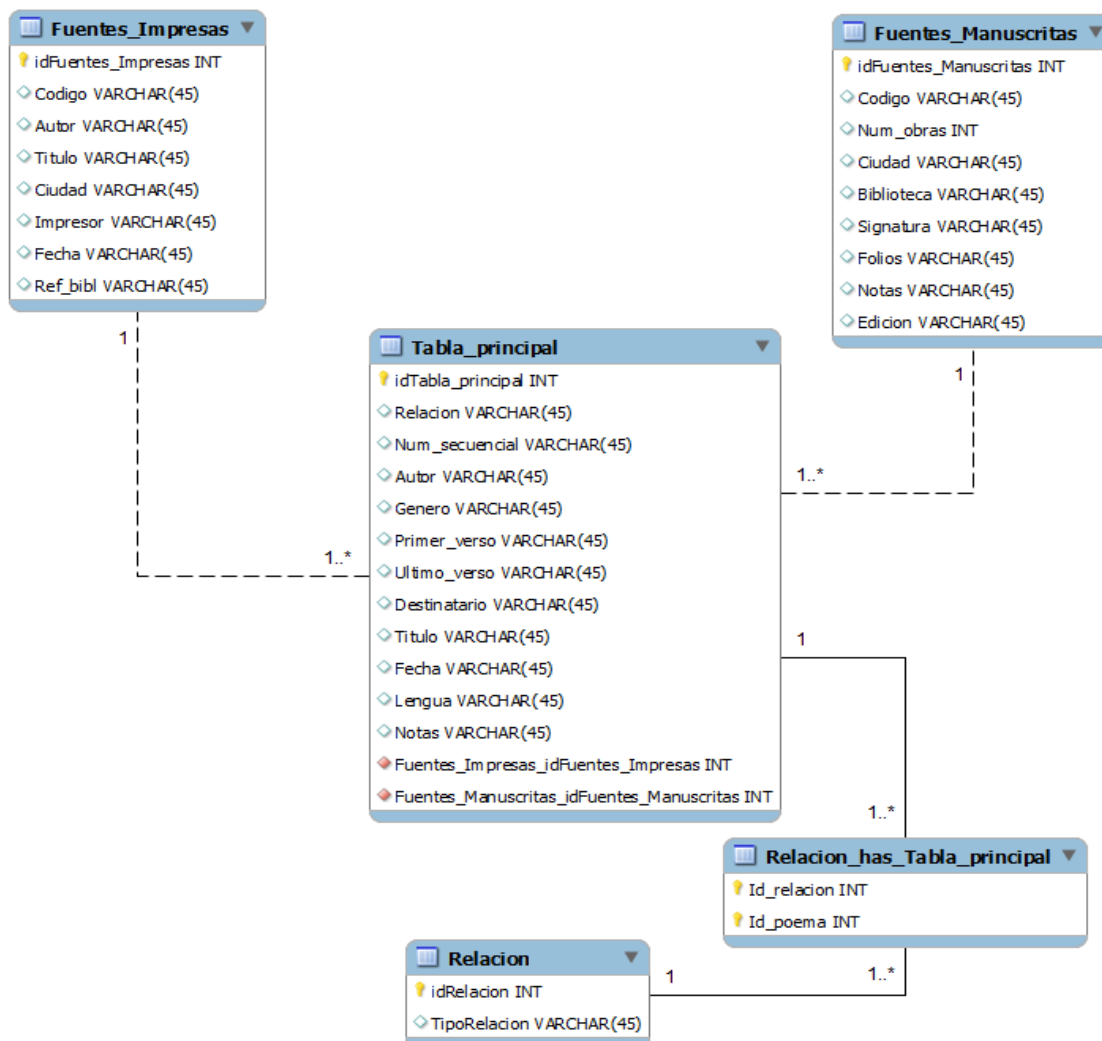 Fuentes_Impresas
idFuentes_Impresas INT
Codigo VARCHAR(45)
Autor VARCHAR(45)
Titulo VARCHAR(45)
Ciudad VARCHAR(45)
Impresor VARCHAR(45)
Fecha VARCHAR(45)
Ref_bibl VARCHAR(45)
Fuentes_Manuscritas
idFuentes_Manuscritas INT
Codigo VARCHAR(45)
Num_obras INT
Ciudad VARCHAR(45)
Biblioteca VARCHAR(45)
Signatura VARCHAR(45)
Folios VARCHAR(45)
Notas VARCHAR(45)
Edicion VARCHAR(45)
1
1..*
1
1..*
Tabla_principal
idTabla_principal INT
Relacion VARCHAR(45)
Num_secuencial VARCHAR(45)
Autor VARCHAR(45)
Genero VARCHAR(45)
Primer_verso VARCHAR(45)
Ultimo_verso VARCHAR(45)
Destinatario VARCHAR(45)
Titulo VARCHAR(45)
Fecha VARCHAR(45)
Lengua VARCHAR(45)
Notas VARCHAR(45)
Fuentes_Impresas_idFuentes_Impresas INT
Fuentes_Manuscritas_idFuentes_Manuscritas INT
1
1..*
Relacion_has_Tabla_principal
Id_relacion INT
Id_poema INT
1..*
1
Relacion
idRelacion INT
TipoRelacion VARCHAR(45)